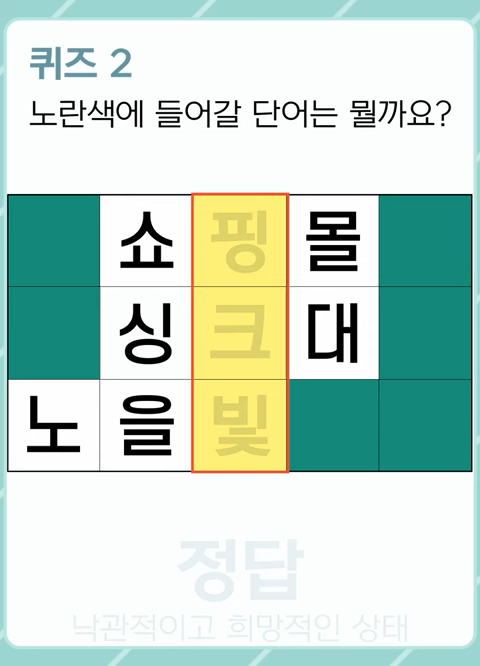 퀴즈 2
노란색에 들어갈 단어는 뭘까요?
쇼 핑 몰
싱 크 대
노 을 빛
정답
낙관적이고 희망적인 상태